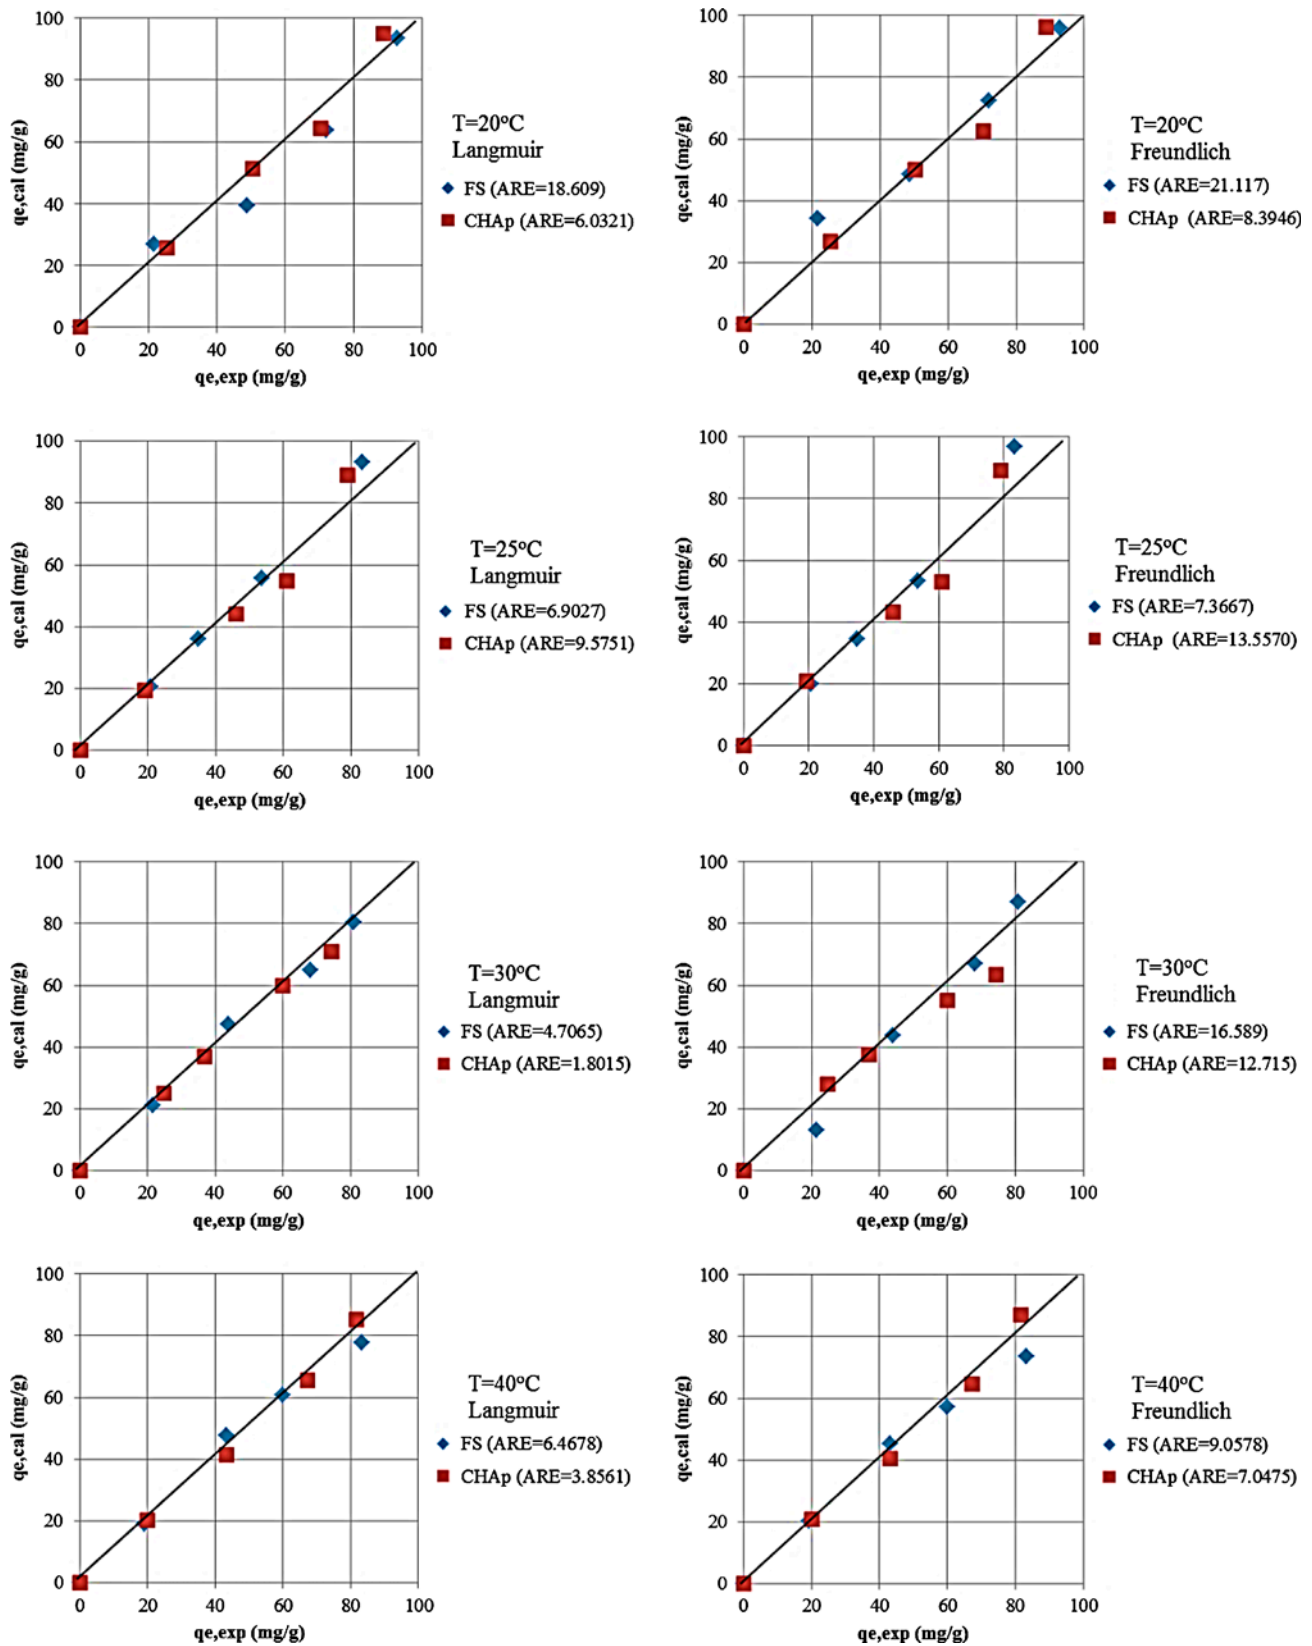 100
80
60
40
20
0
qe,cal (mg/g)
0 20 40 60 80 100
qe,exp (mg/g)
T=20°C
Langmuir
FS (ARE=18.609)
CHAp (ARE=6.0321)
100
80
60
40
20
0
qe,cal (mg/g)
0 20 40 60 80 100
qe,exp (mg/g)
T=20°C
Freundlich
FS (ARE=21.117)
CHAp (ARE=8.3946)
100
80
60
40
20
0
qe,cal (mg/g)
0 20 40 60 80 100
qe,exp (mg/g)
T=25°C
Langmuir
FS (ARE=6.9027)
CHAp (ARE=9.5751)
100
80
60
40
20
0
qe,cal (mg/g)
0 20 40 60 80 100
qe,exp (mg/g)
T=25°C
Freundlich
FS (ARE=7.3667)
CHAp (ARE=13.5570)
100
80
60
40
20
0
qe,cal (mg/g)
0 20 40 60 80 100
qe,exp (mg/g)
T=30°C
Langmuir
FS (ARE=4.7065)
CHAp (ARE=1.8015)
100
80
60
40
20
0
qe,cal (mg/g)
0 20 40 60 80 100
qe,exp (mg/g)
T=30°C
Freundlich
FS (ARE=16.589)
CHAp (ARE=12.715)
100
80
60
40
20
0
qe,cal (mg/g)
0 20 40 60 80 100
qe,exp (mg/g)
T=40°C
Langmuir
FS (ARE=6.4678)
CHAp (ARE=3.8561)
100
80
60
40
20
0
qe,cal (mg/g)
0 20 40 60 80 100
qe,exp (mg/g)
T=40°C
Freundlich
FS (ARE=9.0578)
CHAp (ARE=7.0475)